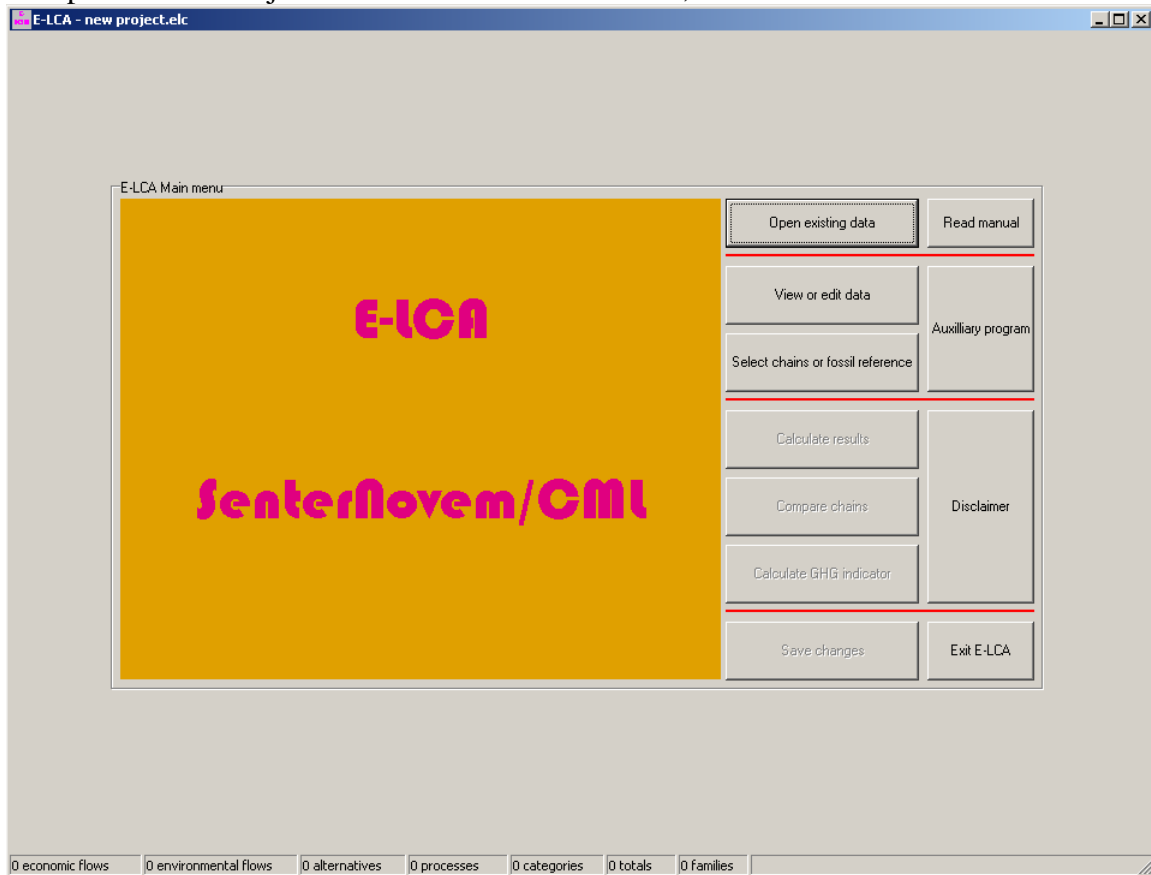 E-LCA - new project.elc
E-LCA Main menu
E-LCA
SenterNovem/CML
Open existing data
Read manual
View or edit data
Select chains or fossil reference
Auxilliary program
Calculate results
Compare chains
Calculate GHG indicator
Disclaimer
Save changes
Exit E-LCA
0 economic flows 0 environmental flows 0 alternatives 0 processes 0 categories 0 totals 0 families